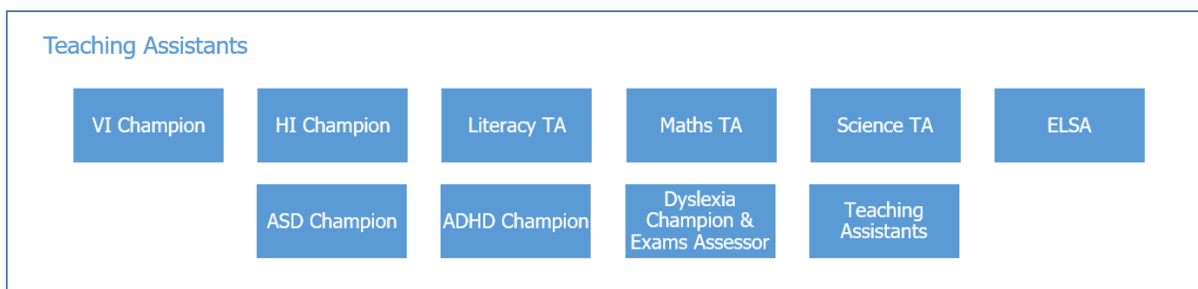 Teaching Assistants
VI Champion
HI Champion
Literacy TA
Maths TA
Science TA
ELSA
ASD Champion
ADHD Champion
Dyslexia
Champion &
Exams Assessor
Teaching
Assistants